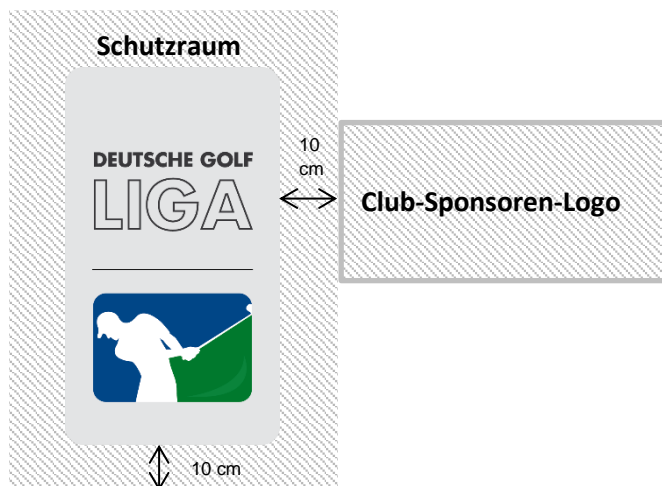 Schutzraum
DEUTSCHE GOLF
LIGA
10
cm
Club-Sponsoren-Logo
10 cm